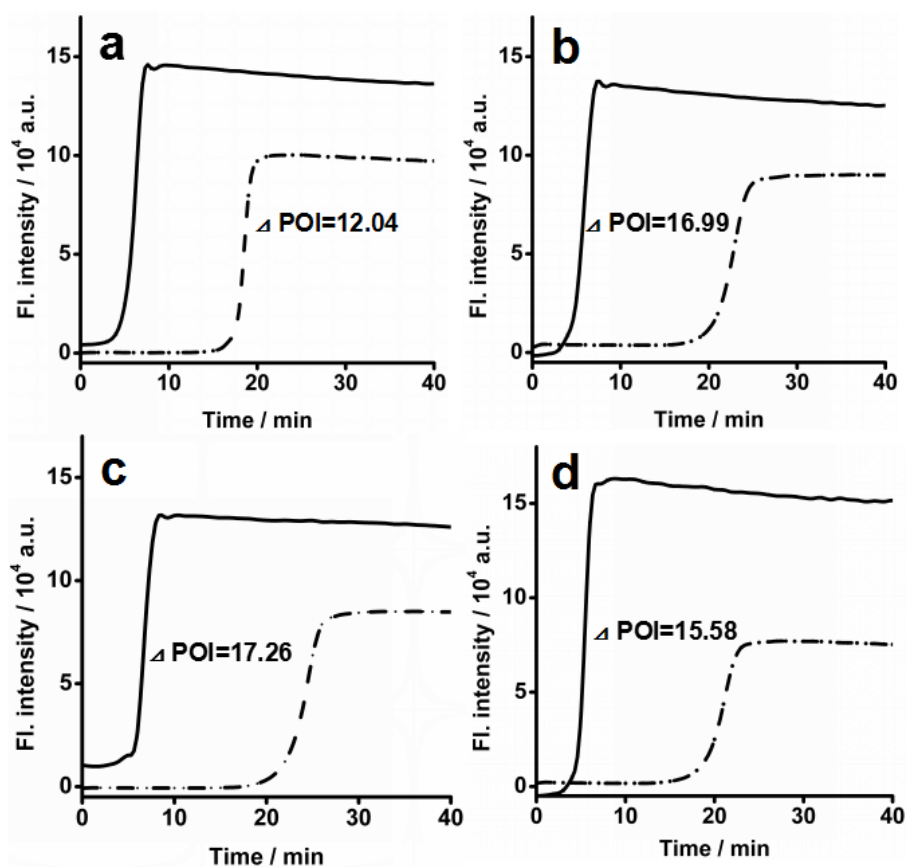 a
15
10
5
0
Fl. intensity / 10⁴ a.u.
⊿ POI=12.04
0 10 20 30 40
Time / min
b
15
10
5
0
Fl. intensity / 10⁴ a.u.
⊿ POI=16.99
0 10 20 30 40
Time / min
c
15
10
5
0
Fl. intensity / 10⁴ a.u.
⊿ POI=17.26
0 10 20 30 40
Time / min
d
15
10
5
0
Fl. intensity / 10⁴ a.u.
⊿ POI=15.58
0 10 20 30 40
Time / min